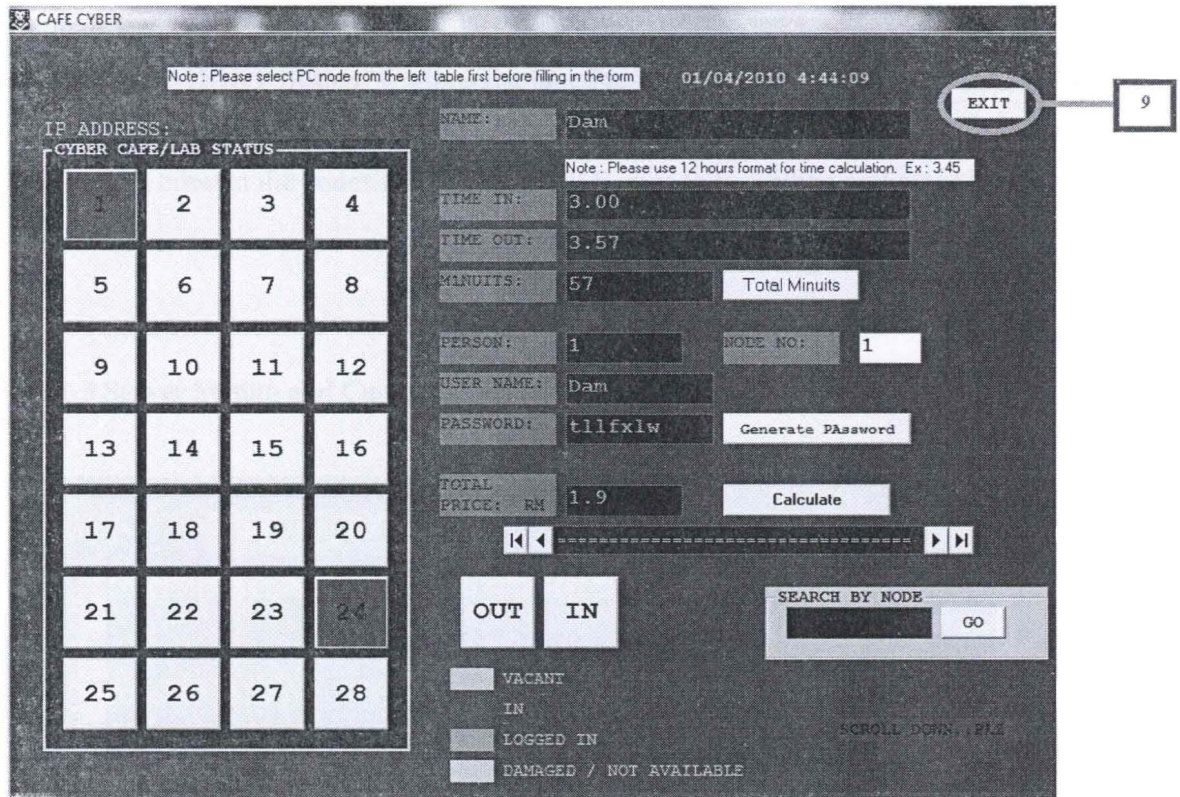 CAFE CYBER
Note : Please select PC node from the left table first before filling in the form
01/04/2010 4:44:09
EXIT
9
IP ADDRESS:
CYBER CAFE/LAB STATUS
1 2 3 4
5 6 7 8
9 10 11 12
13 14 15 16
17 18 19 20
21 22 23 24
25 26 27 28
NAME: Dam
Note : Please use 12 hours format for time calculation. Ex : 3.45
TIME IN: 3.00
TIME OUT: 3.57
M1NUITS: 57 Total Minuits
PERSON: 1 NODE NO: 1
USER NAME: Dam
PASSWORD: tllfxlw Generate PAssword
TOTAL
PRICE: RM 1.9 Calculate
OUT IN
SEARCH BY NODE
GO
VACANT
IN
LOGGED IN
DAMAGED / NOT AVAILABLE
SCROLL DOWN..PLZ